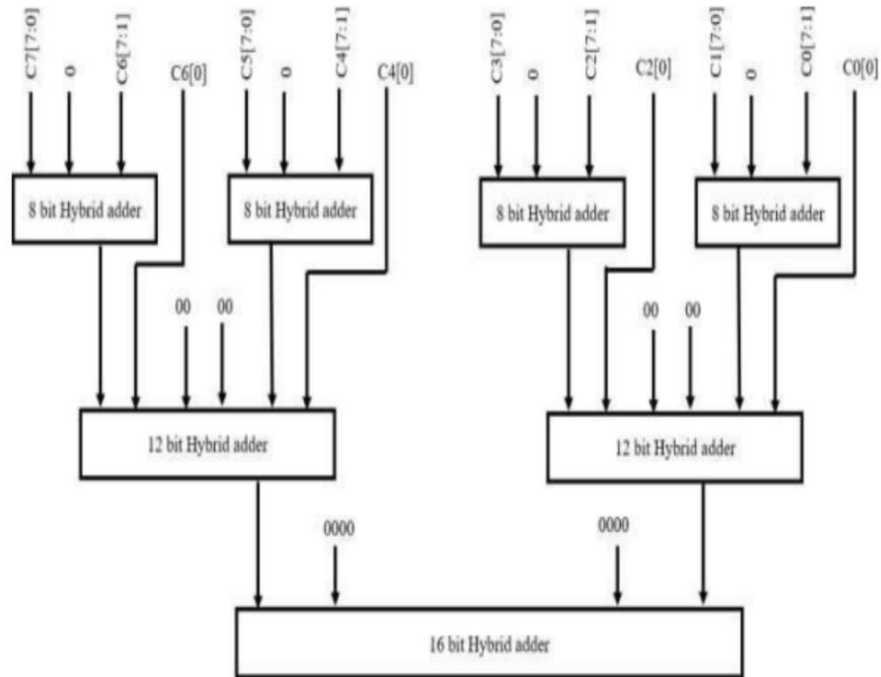 C7[7:0] 0 C6[7:1] C6[0] C5[7:0] 0 C4[7:1] C4[0] C3[7:0] 0 C2[7:1] C2[0] C1[7:0] 0 C0[7:1] C0[0]
8 bit Hybrid adder 8 bit Hybrid adder 8 bit Hybrid adder 8 bit Hybrid adder
00 00 00 00
12 bit Hybrid adder 12 bit Hybrid adder
0000 0000
16 bit Hybrid adder